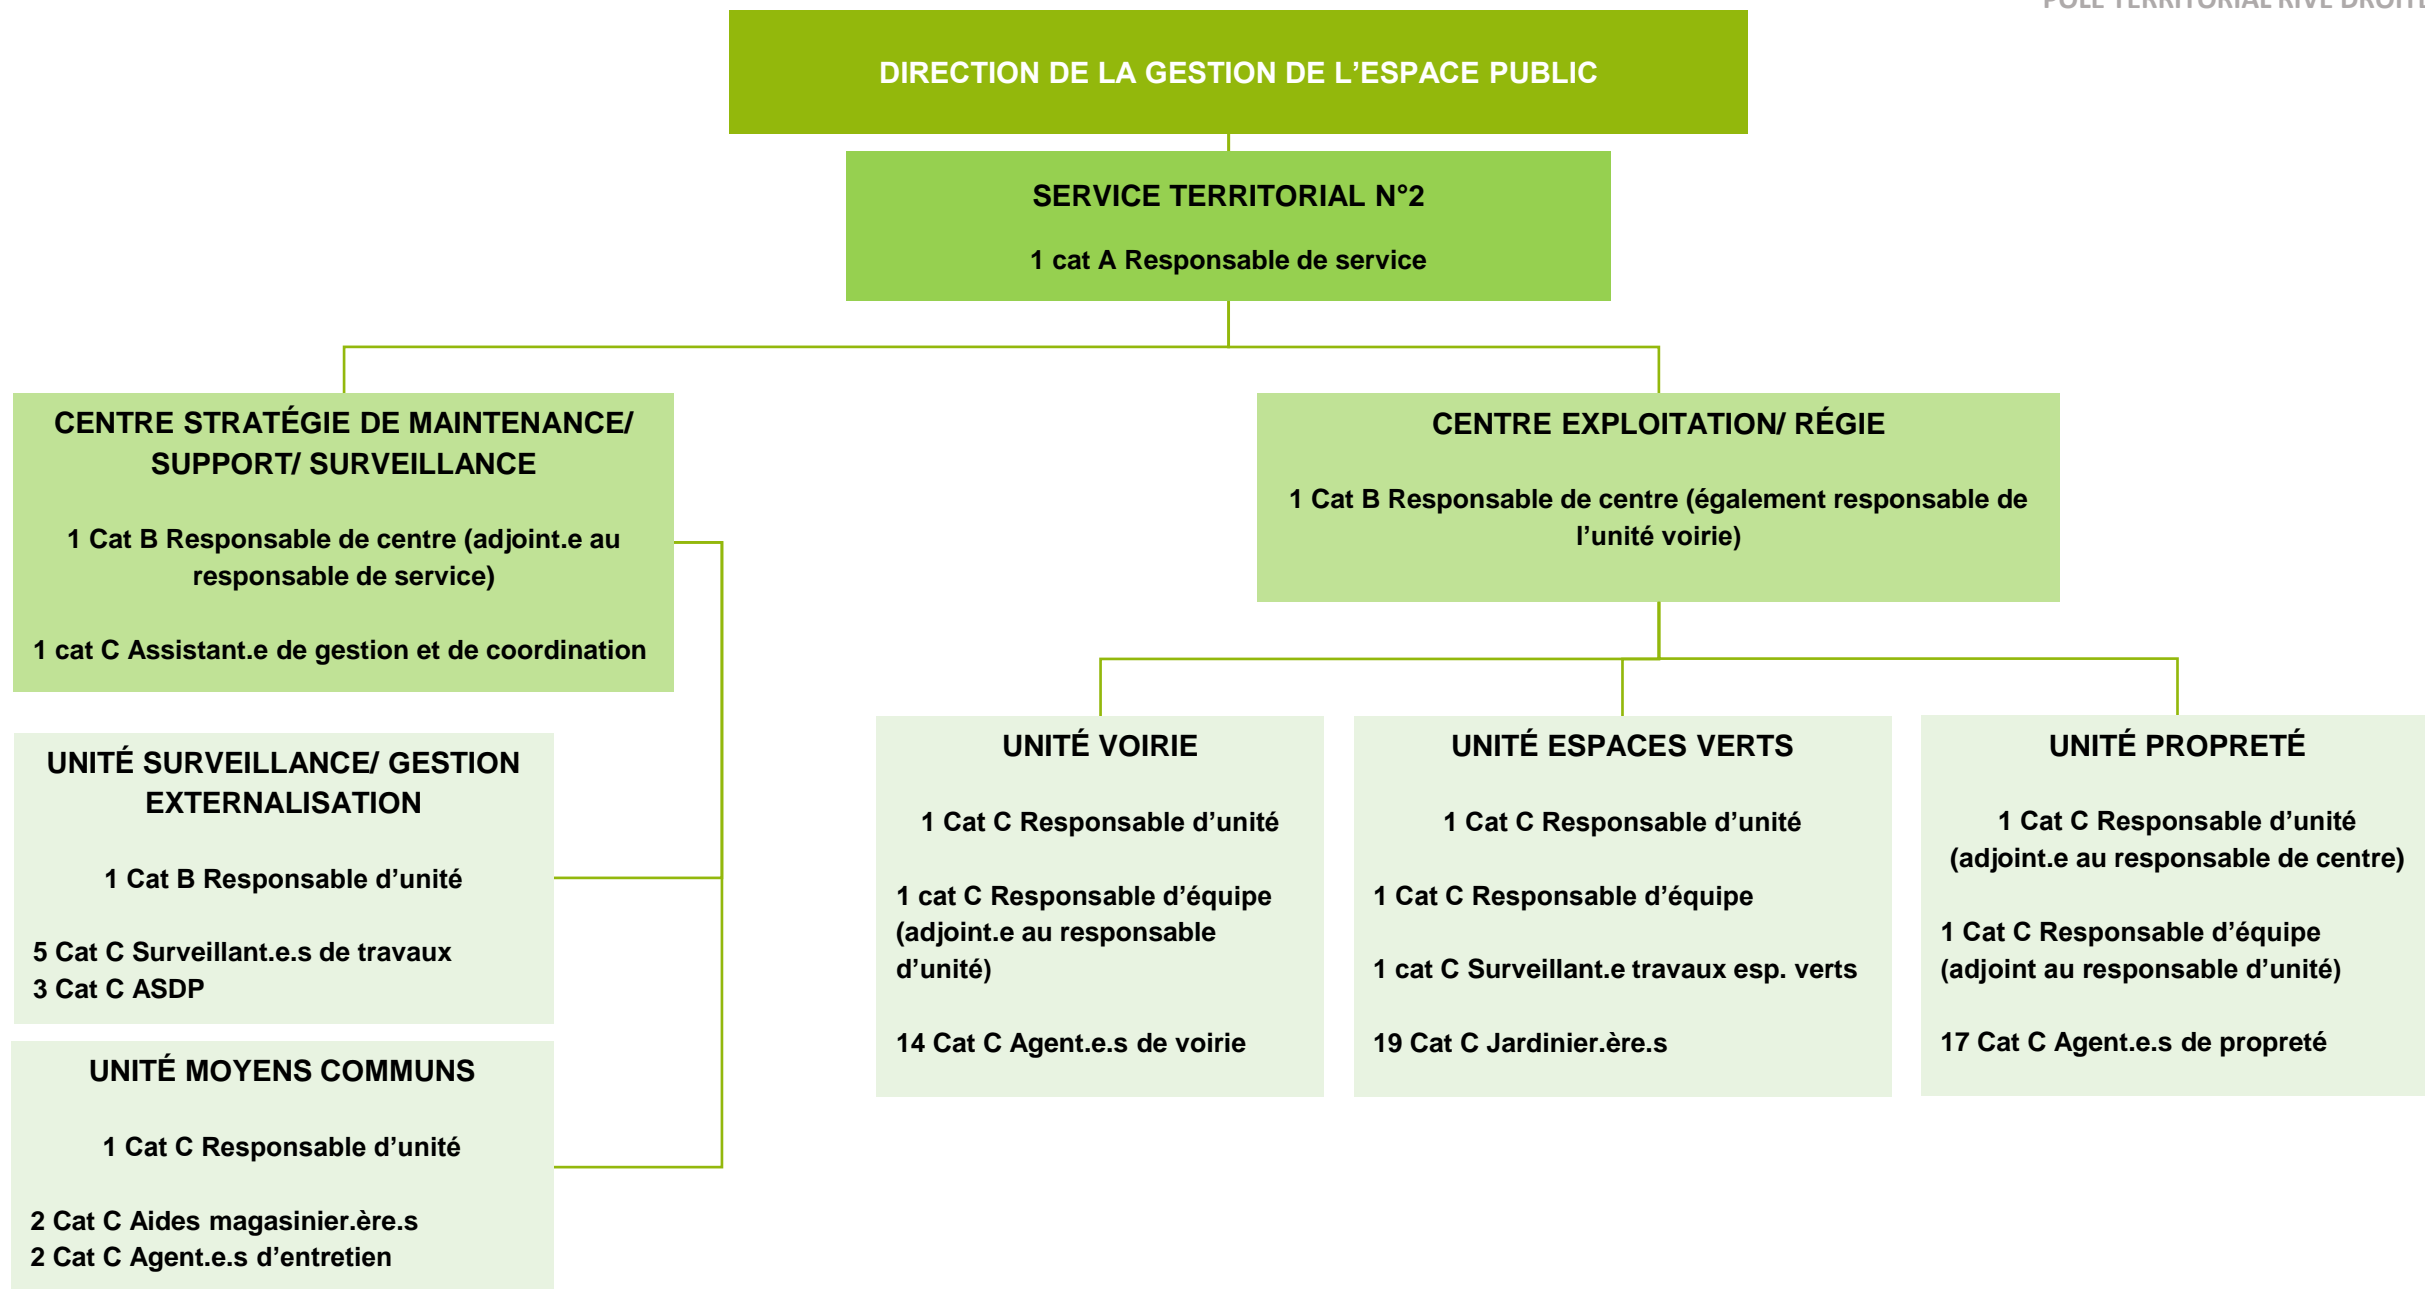 POLE TERRITORIAL RIVE DROITE
DIRECTION DE LA GESTION DE L’ESPACE PUBLIC
SERVICE TERRITORIAL N°2
1 cat A Responsable de service
CENTRE STRATÉGIE DE MAINTENANCE/
SUPPORT/ SURVEILLANCE
1 Cat B Responsable de centre (adjoint.e au
responsable de service)
1 cat C Assistant.e de gestion et de coordination
CENTRE EXPLOITATION/ RÉGIE
1 Cat B Responsable de centre (également responsable de
l’unité voirie)
UNITÉ SURVEILLANCE/ GESTION
EXTERNALISATION
1 Cat B Responsable d’unité
5 Cat C Surveillant.e.s de travaux
3 Cat C ASDP
UNITÉ MOYENS COMMUNS
1 Cat C Responsable d’unité
2 Cat C Aides magasinier.ère.s
2 Cat C Agent.e.s d’entretien
UNITÉ VOIRIE
1 Cat C Responsable d’unité
1 cat C Responsable d’équipe
(adjoint.e au responsable
d’unité)
14 Cat C Agent.e.s de voirie
UNITÉ ESPACES VERTS
1 Cat C Responsable d’unité
1 Cat C Responsable d’équipe
1 cat C Surveillant.e travaux esp. verts
19 Cat C Jardinier.ère.s
UNITÉ PROPRETÉ
1 Cat C Responsable d’unité
(adjoint.e au responsable de centre)
1 Cat C Responsable d’équipe
(adjoint au responsable d’unité)
17 Cat C Agent.e.s de propreté